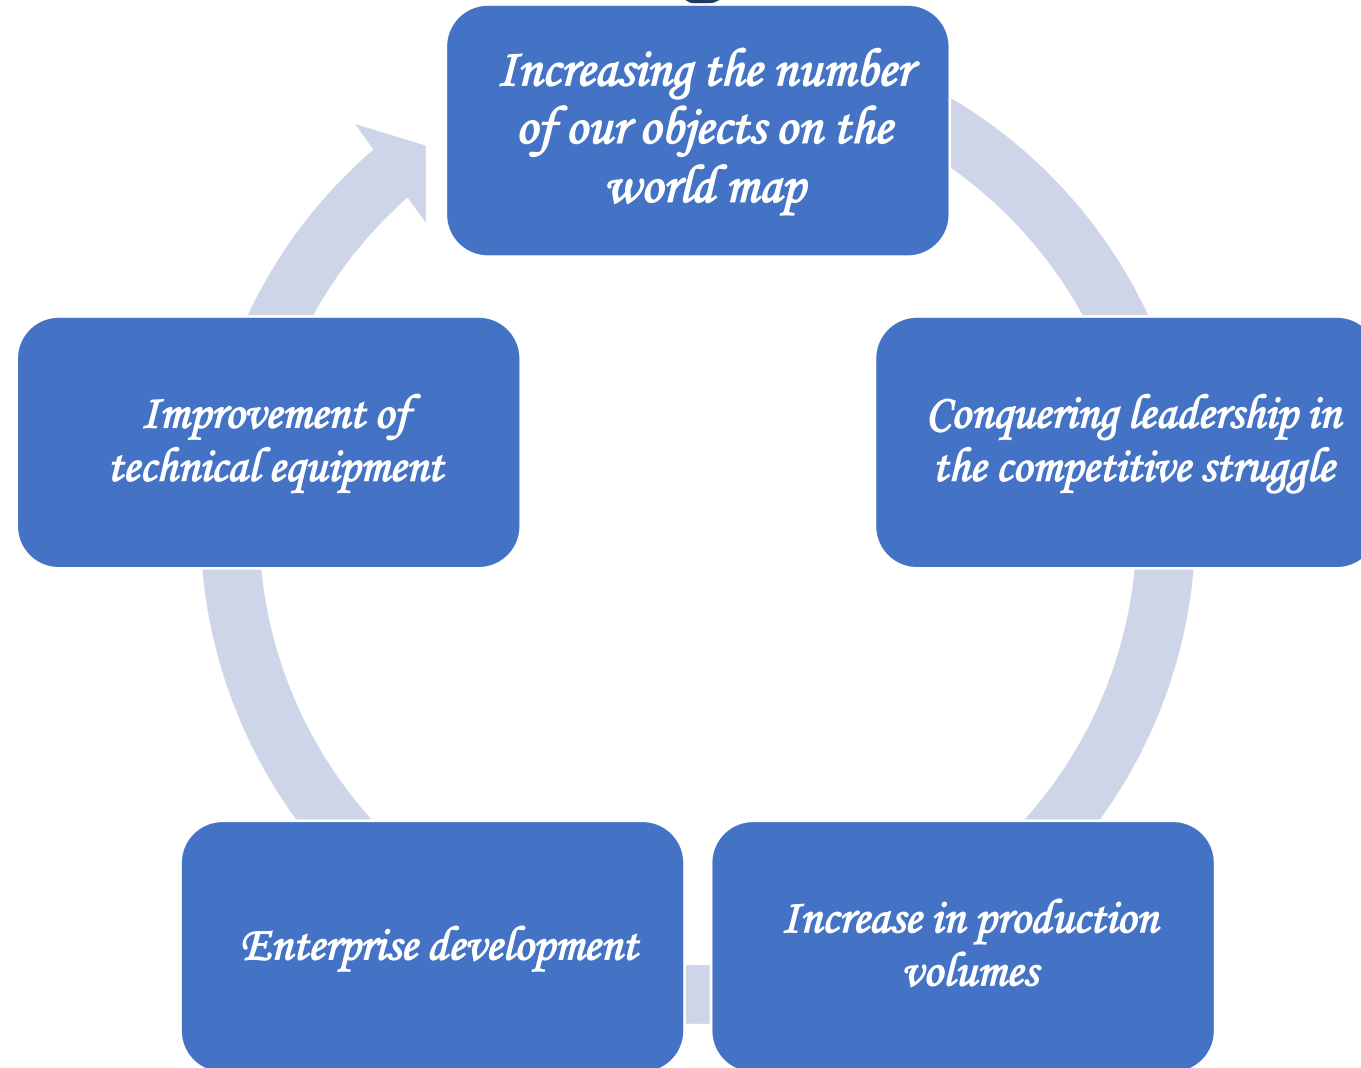 Increasing the number
of our objects on the
world map
Conquering leadership in
the competitive struggle
Increase in production
volumes
Enterprise development
Improvement of
technical equipment